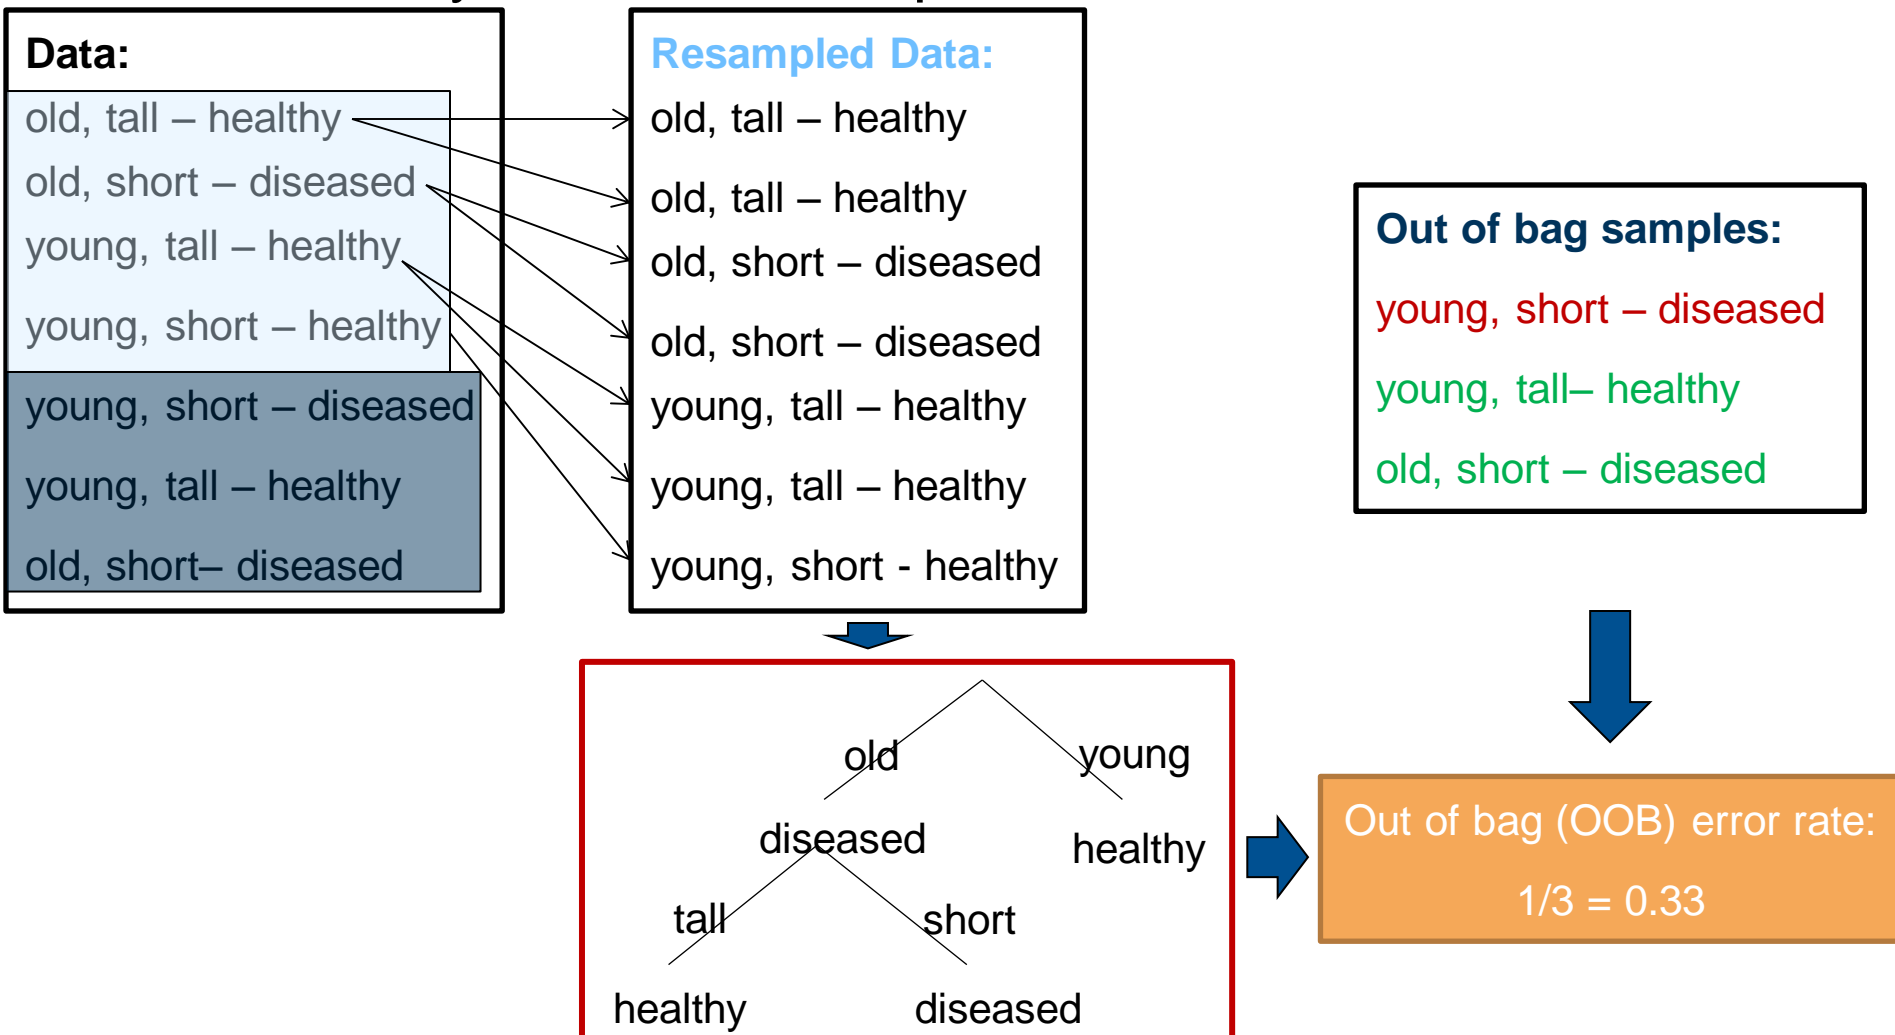 Data:
old, tall – healthy
old, short – diseased
young, tall – healthy
young, short – healthy
young, short – diseased
young, tall – healthy
old, short– diseased
Resampled Data:
old, tall – healthy
old, tall – healthy
old, short – diseased
old, short – diseased
young, tall – healthy
young, tall – healthy
young, short - healthy
Out of bag samples:
young, short – diseased
young, tall– healthy
old, short – diseased
old
young
diseased
healthy
tall
short
healthy
diseased
Out of bag (OOB) error rate:
1/3 = 0.33